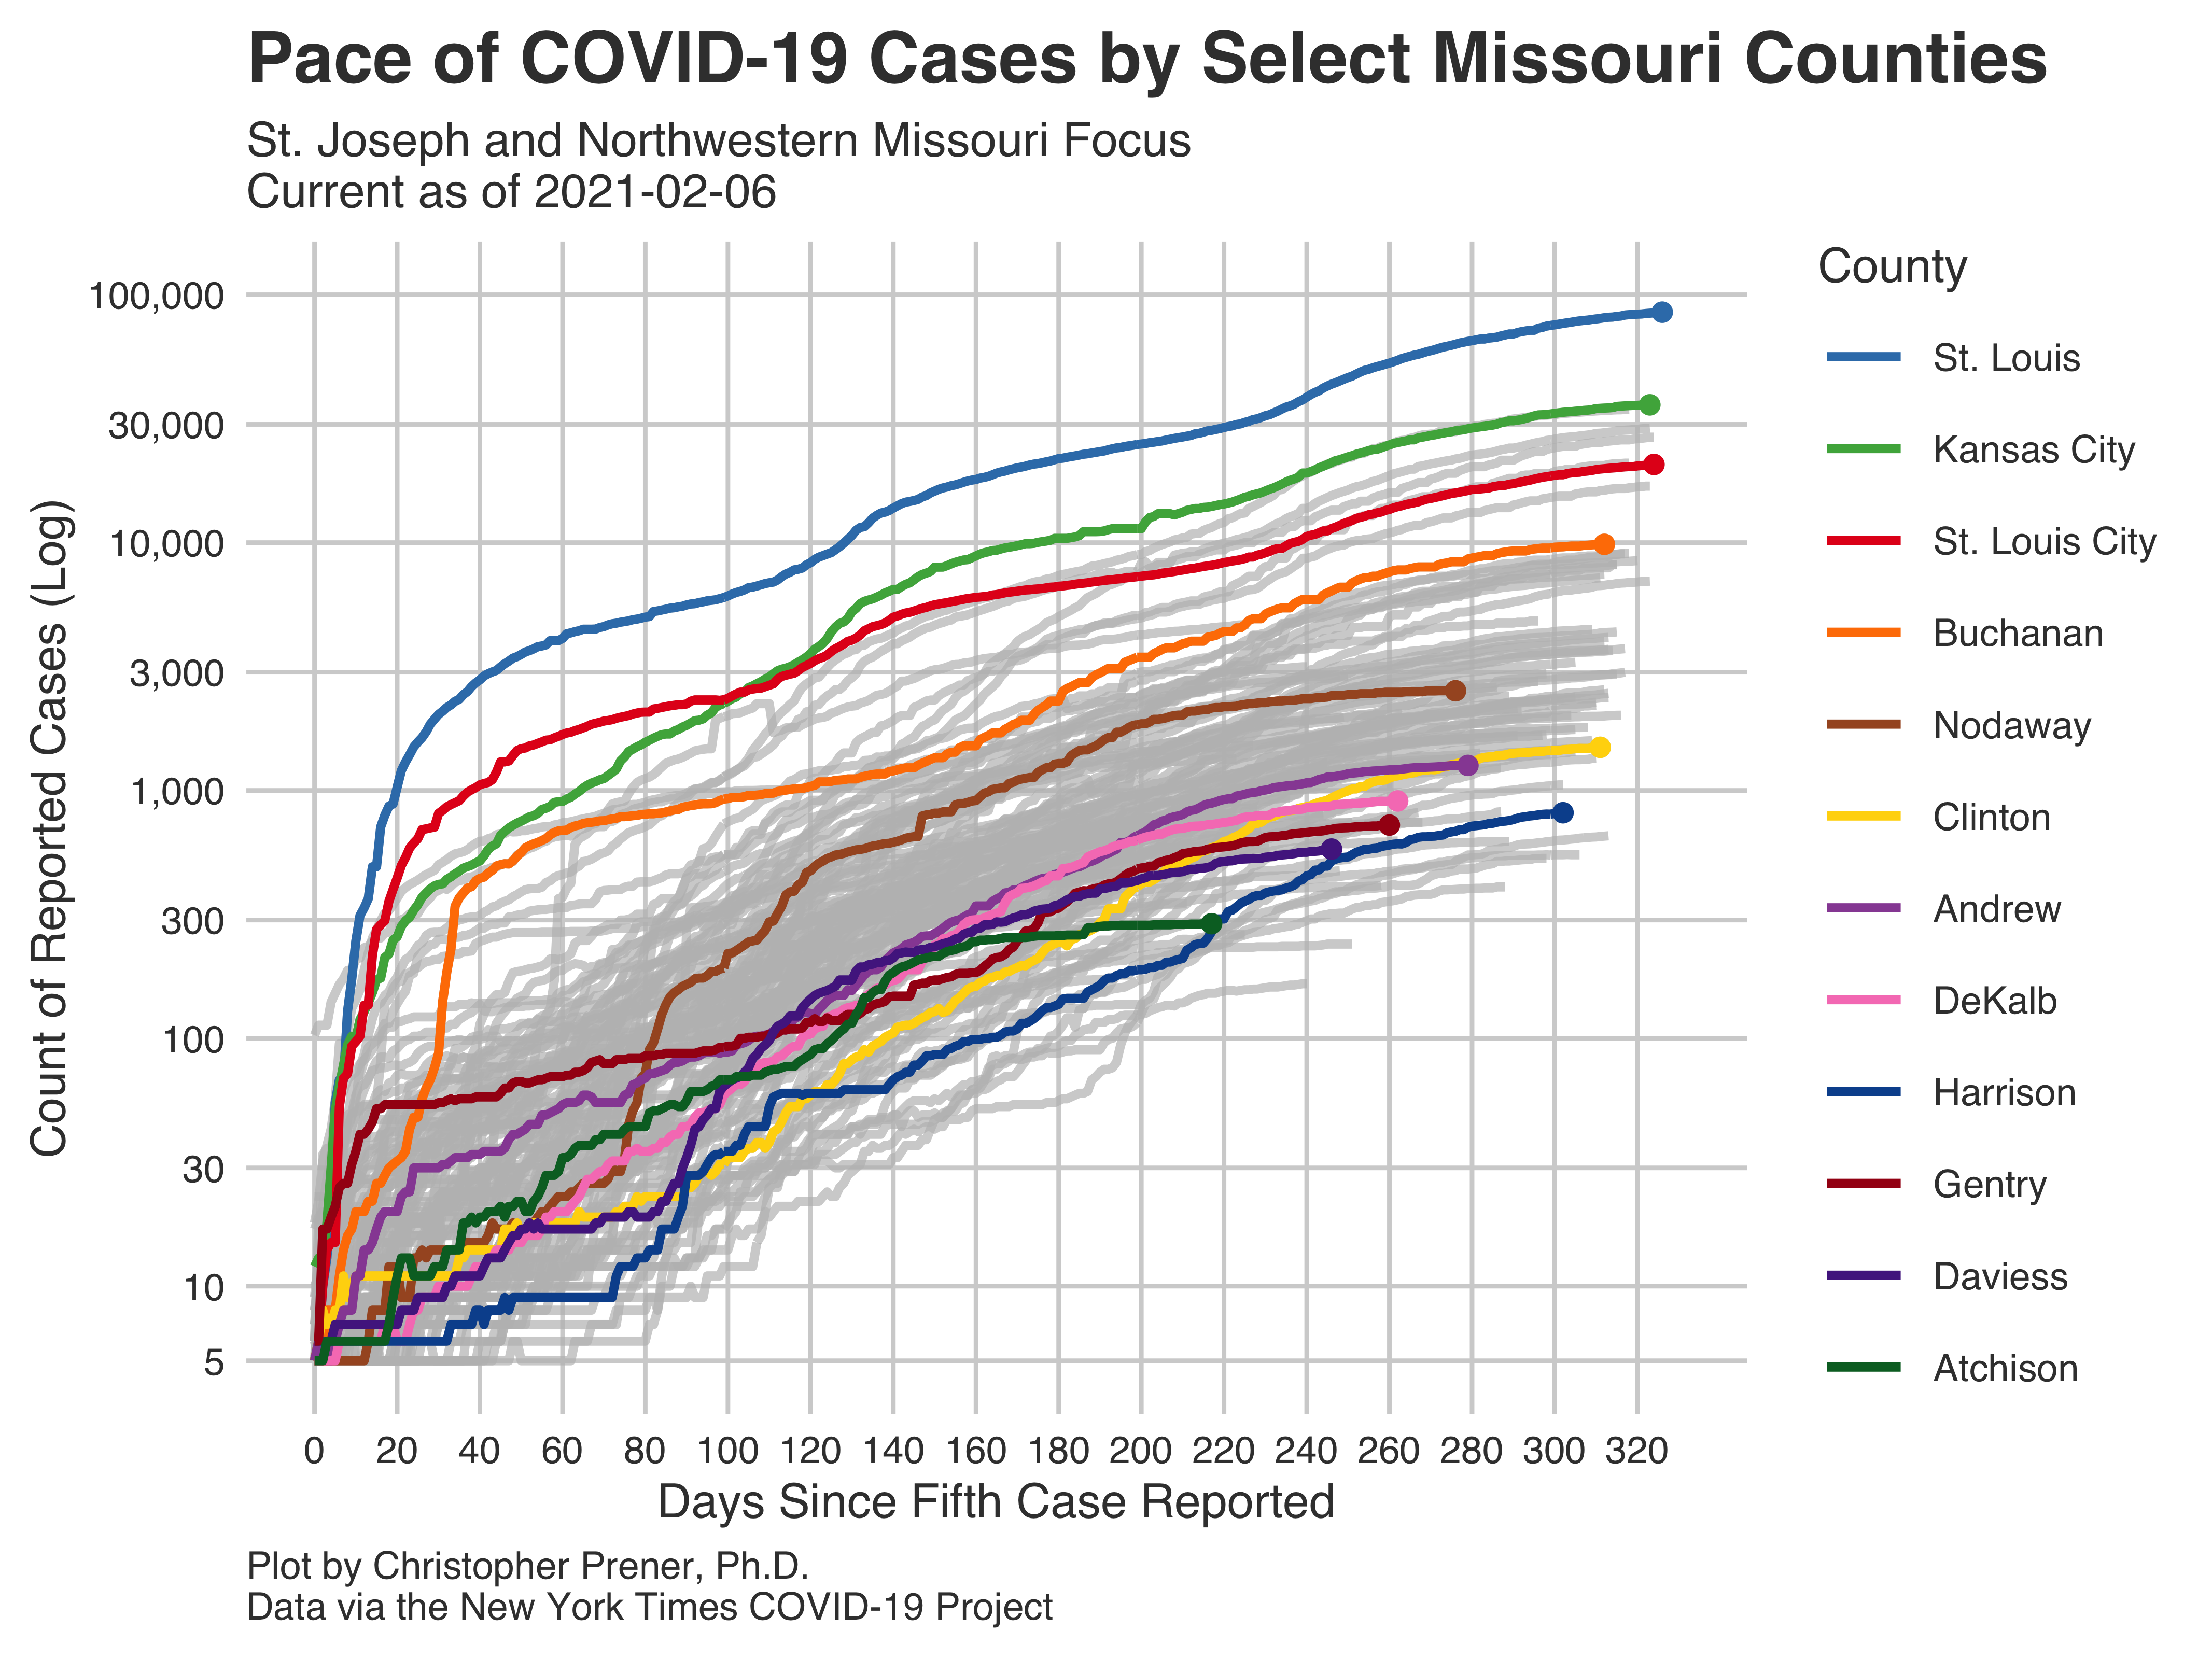 Pace of COVID-19 Cases by Select Missouri Counties
St. Joseph and Northwestern Missouri Focus
Current as of 2021-02-06
Count of Reported Cases (Log)
100,000
30,000
10,000
3,000
1,000
300
100
30
10
5
0 20 40 60 80 100 120 140 160 180 200 220 240 260 280 300 320
Days Since Fifth Case Reported
County
St. Louis
Kansas City
St. Louis City
Buchanan
Nodaway
Clinton
Andrew
DeKalb
Harrison
Gentry
Daviess
Atchison
Plot by Christopher Prener, Ph.D.
Data via the New York Times COVID-19 Project